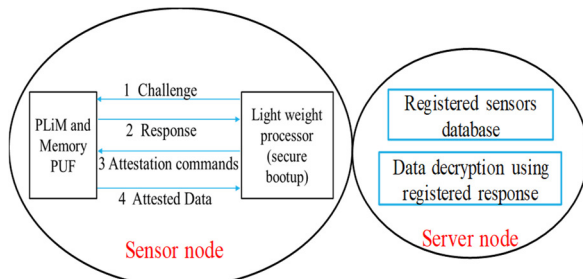 1 Challenge
PLiM and
Memory
PUF
2 Response
3 Attestation commands
4 Attested Data
Light weight
processor
(secure
bootup)
Sensor node
Registered sensors
database
Data decryption using
registered response
Server node